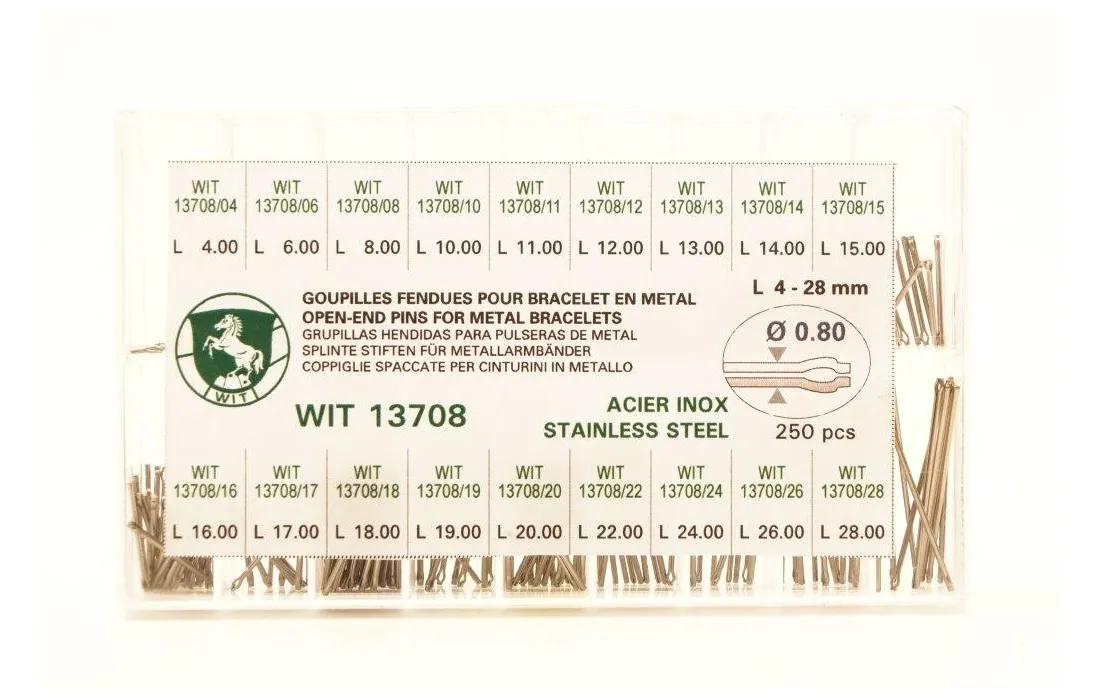 WIT WIT WIT WIT WIT WIT WIT WIT WIT
13708/04 13708/06 13708/08 13708/10 13708/11 13708/12 13708/13 13708/14 13708/15
L 4.00 L 6.00 L 8.00 L 10.00 L 11.00 L 12.00 L 13.00 L 14.00 L 15.00
L 4 - 28 mm
GOUPILLES FENDUES POUR BRACELET EN METAL
OPEN-END PINS FOR METAL BRACELETS
GRUPILLAS HENDIDAS PARA PULSERAS DE METAL
SPLINTE STIFTEN FÜR METALLARMBÄNDER
COPPIGLIE SPACCATE PER CINTURINI IN METALLO
Ø 0.80
WIT
WIT 13708
ACIER INOX
STAINLESS STEEL
250 pcs
WIT WIT WIT WIT WIT WIT WIT WIT WIT
13708/16 13708/17 13708/18 13708/19 13708/20 13708/22 13708/24 13708/26 13708/28
L 16.00 L 17.00 L 18.00 L 19.00 L 20.00 L 22.00 L 24.00 L 26.00 L 28.00